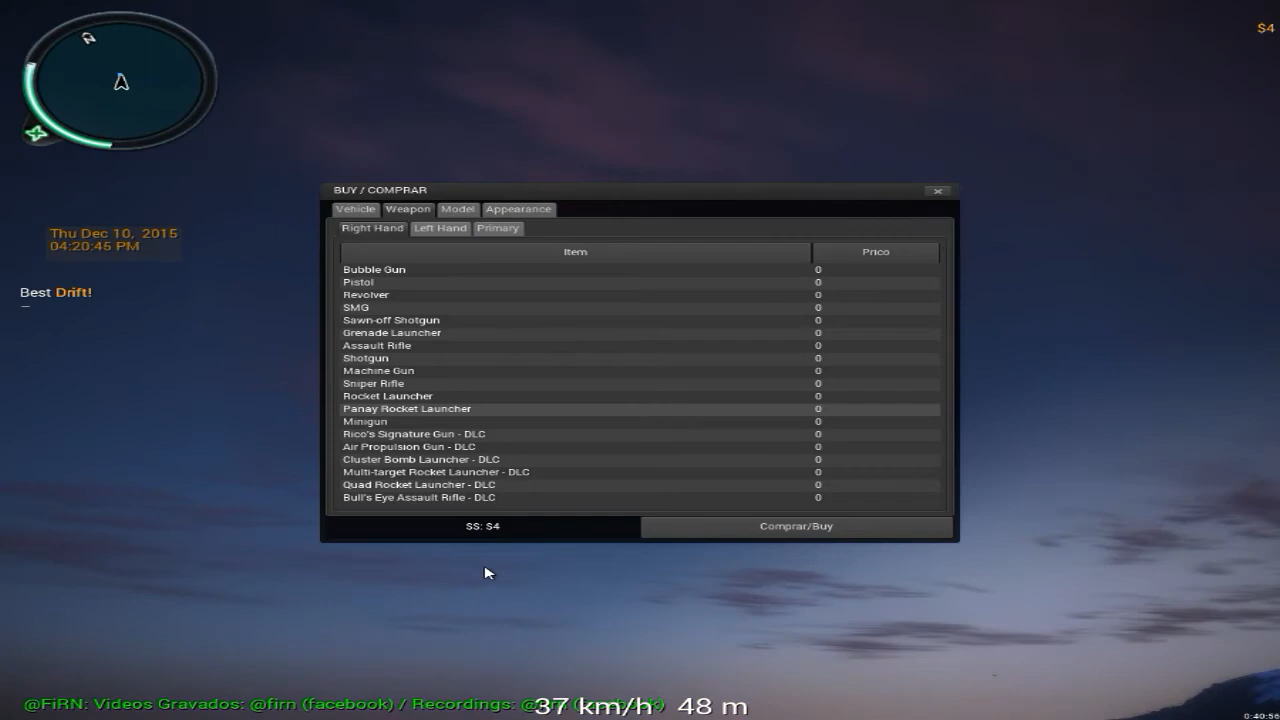 N
$4
Thu Dec 10, 2015
04:20:45 PM
Best Drift!
BUY / COMPRAR
Vehicle Weapon Model Appearance
Right Hand Left Hand Primary
Item Price
Bubble Gun 0
Pistol 0
Revolver 0
SMG 0
Sawn-off Shotgun 0
Grenade Launcher 0
Assault Rifle 0
Shotgun 0
Machine Gun 0
Sniper Rifle 0
Rocket Launcher 0
Panay Rocket Launcher 0
Minigun 0
Rico's Signature Gun - DLC 0
Air Propulsion Gun - DLC 0
Cluster Bomb Launcher - DLC 0
Multi-target Rocket Launcher - DLC 0
Quad Rocket Launcher - DLC 0
Bull's Eye Assault Rifle - DLC 0
$$: $4 Comprar/Buy
@FiRN: Videos Gravados: @firn (facebook) / Recordings:
37 km/h 48 m
0:40:56